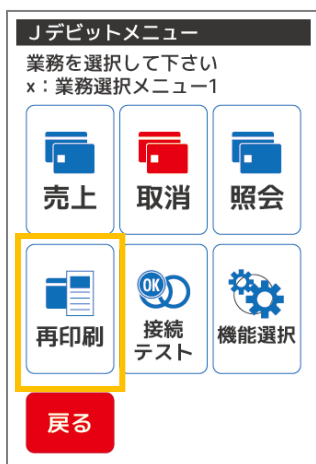 Jデビットメニュー
業務を選択して下さい
x：業務選択メニュー1
売上
取消
照会
再印刷
OK
接続
テスト
機能選択
戻る